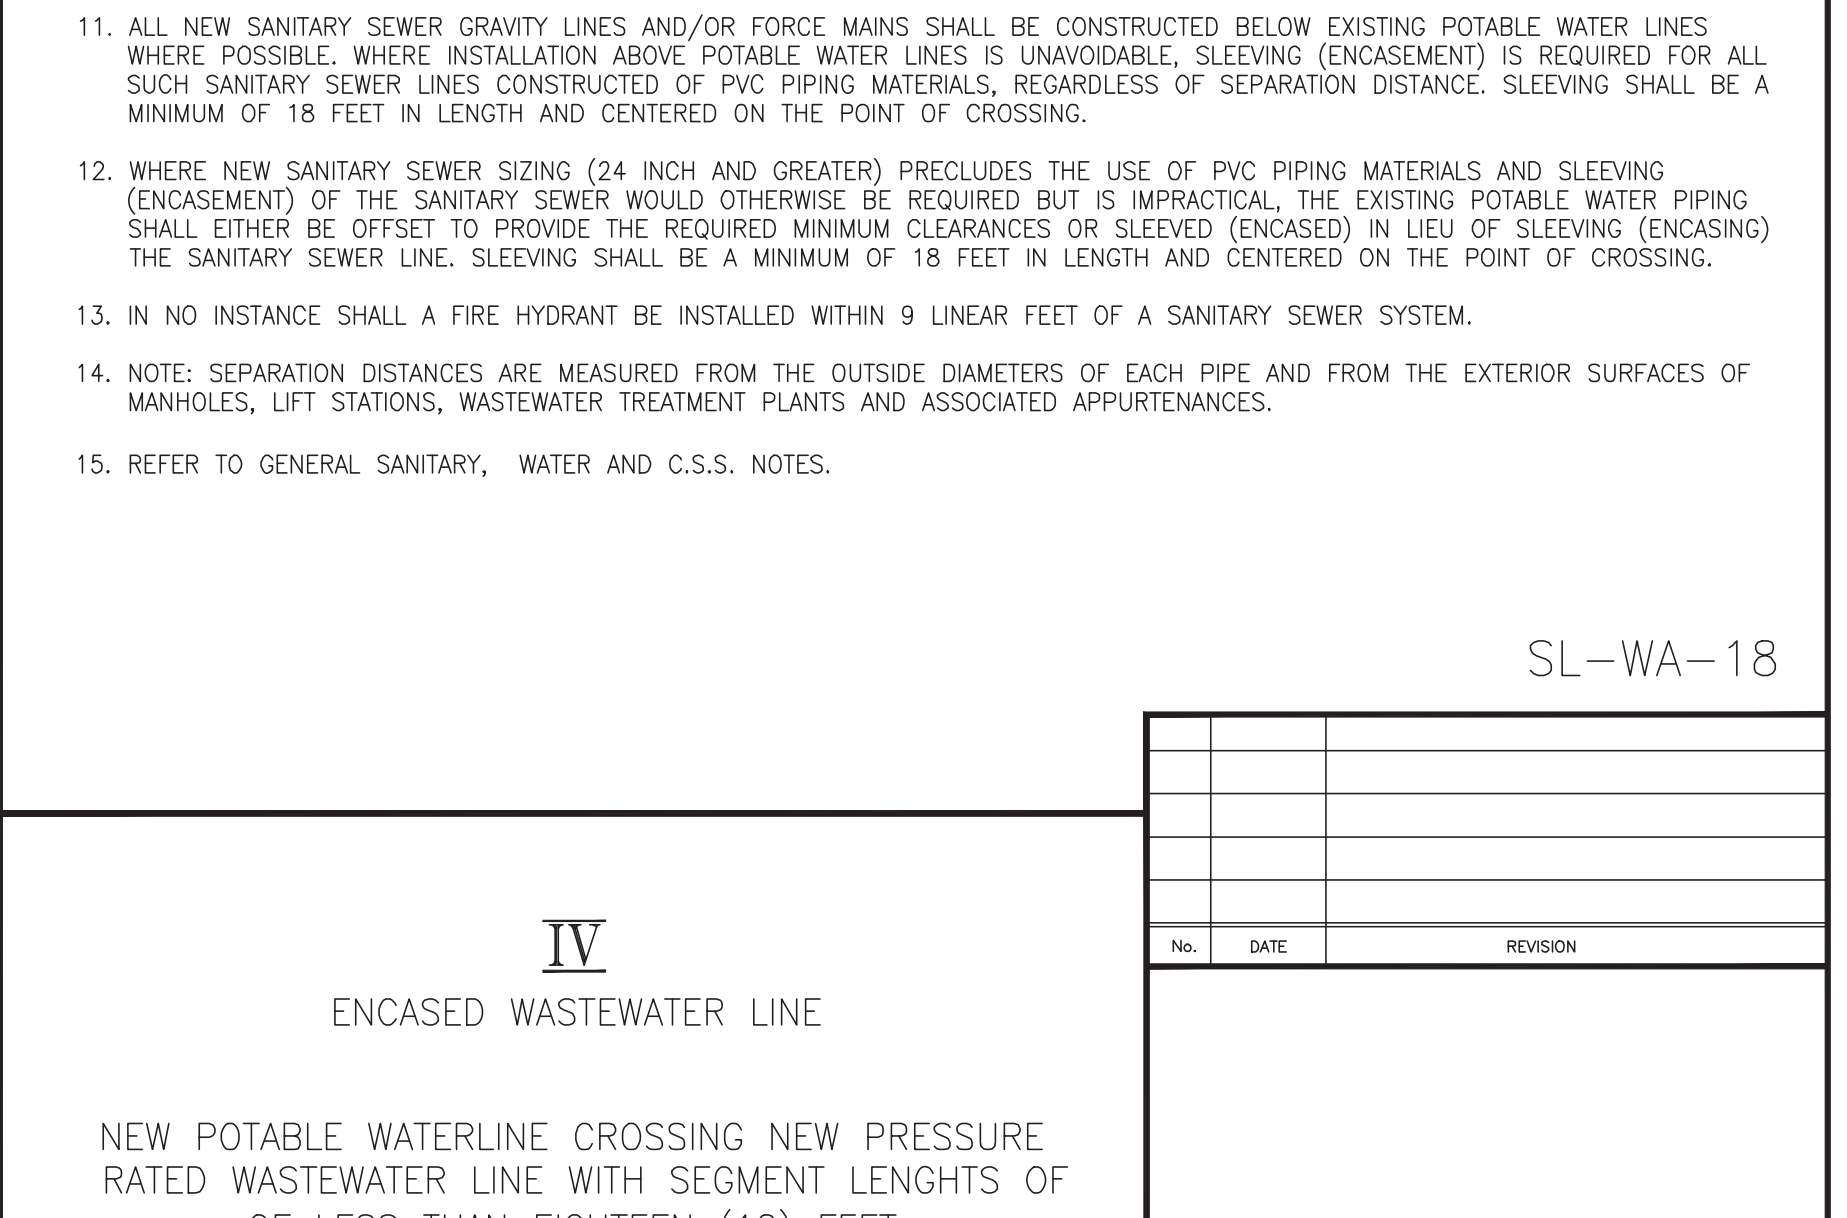 11. ALL NEW SANITARY SEWER GRAVITY LINES AND/OR FORCE MAINS SHALL BE CONSTRUCTED BELOW EXISTING POTABLE WATER LINES
WHERE POSSIBLE. WHERE INSTALLATION ABOVE POTABLE WATER LINES IS UNAVOIDABLE, SLEEVING (ENCASEMENT) IS REQUIRED FOR ALL
SUCH SANITARY SEWER LINES CONSTRUCTED OF PVC PIPING MATERIALS, REGARDLESS OF SEPARATION DISTANCE. SLEEVING SHALL BE A
MINIMUM OF 18 FEET IN LENGTH AND CENTERED ON THE POINT OF CROSSING.
12. WHERE NEW SANITARY SEWER SIZING (24 INCH AND GREATER) PRECLUDES THE USE OF PVC PIPING MATERIALS AND SLEEVING
(ENCASEMENT) OF THE SANITARY SEWER WOULD OTHERWISE BE REQUIRED BUT IS IMPRACTICAL, THE EXISTING POTABLE WATER PIPING
SHALL EITHER BE OFFSET TO PROVIDE THE REQUIRED MINIMUM CLEARANCES OR SLEEVED (ENCASED) IN LIEU OF SLEEVING (ENCASING)
THE SANITARY SEWER LINE. SLEEVING SHALL BE A MINIMUM OF 18 FEET IN LENGTH AND CENTERED ON THE POINT OF CROSSING.
13. IN NO INSTANCE SHALL A FIRE HYDRANT BE INSTALLED WITHIN 9 LINEAR FEET OF A SANITARY SEWER SYSTEM.
14. NOTE: SEPARATION DISTANCES ARE MEASURED FROM THE OUTSIDE DIAMETERS OF EACH PIPE AND FROM THE EXTERIOR SURFACES OF
MANHOLES, LIFT STATIONS, WASTEWATER TREATMENT PLANTS AND ASSOCIATED APPURTENANCES.
15. REFER TO GENERAL SANITARY, WATER AND C.S.S. NOTES.
SL-WA-18
No. DATE REVISION
IV
ENCASED WASTEWATER LINE
NEW POTABLE WATERLINE CROSSING NEW PRESSURE
RATED WASTEWATER LINE WITH SEGMENT LENGHTS OF
OF LESS THAN EIGHTEEN (18) FEET